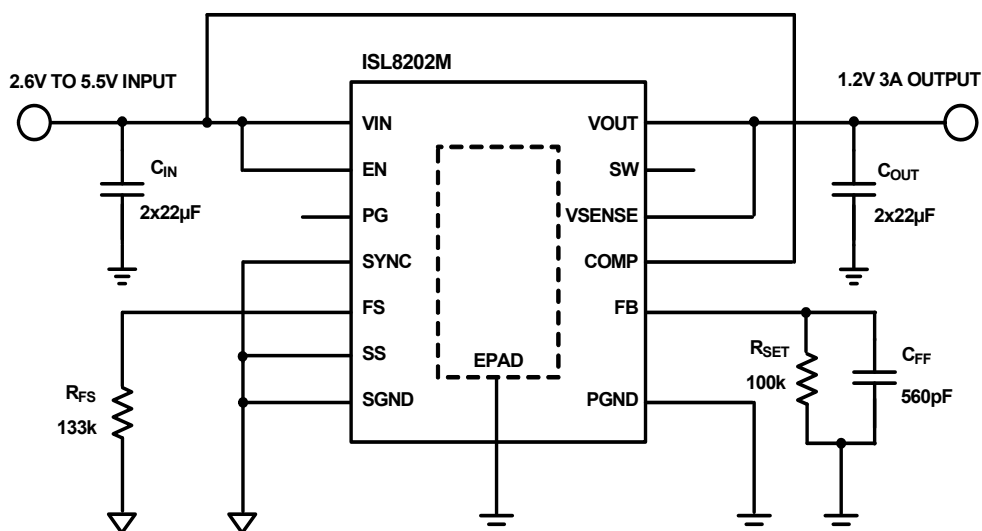 ISL8202M
2.6V TO 5.5V INPUT
1.2V 3A OUTPUT
VIN
VOUT
EN
SW
CIN
2x22µF
COUT
2x22µF
PG
VSENSE
SYNC
COMP
FS
FB
SS
EPAD
RSET
100k
CFF
560pF
RFS
133k
SGND
PGND